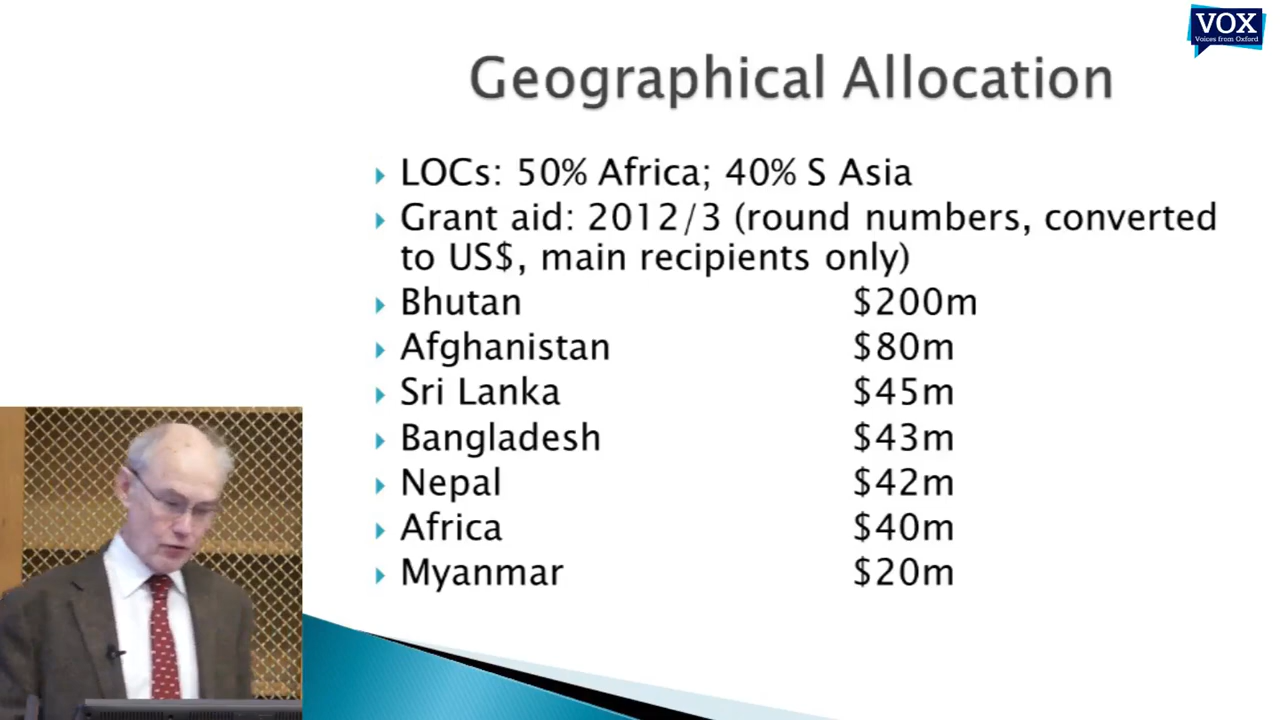 VOX
Voices from Oxford
Geographical Allocation
LOCs: 50% Africa; 40% S Asia
Grant aid: 2012/3 (round numbers, converted
to US$, main recipients only)
Bhutan $200m
Afghanistan $80m
Sri Lanka $45m
Bangladesh $43m
Nepal $42m
Africa $40m
Myanmar $20m